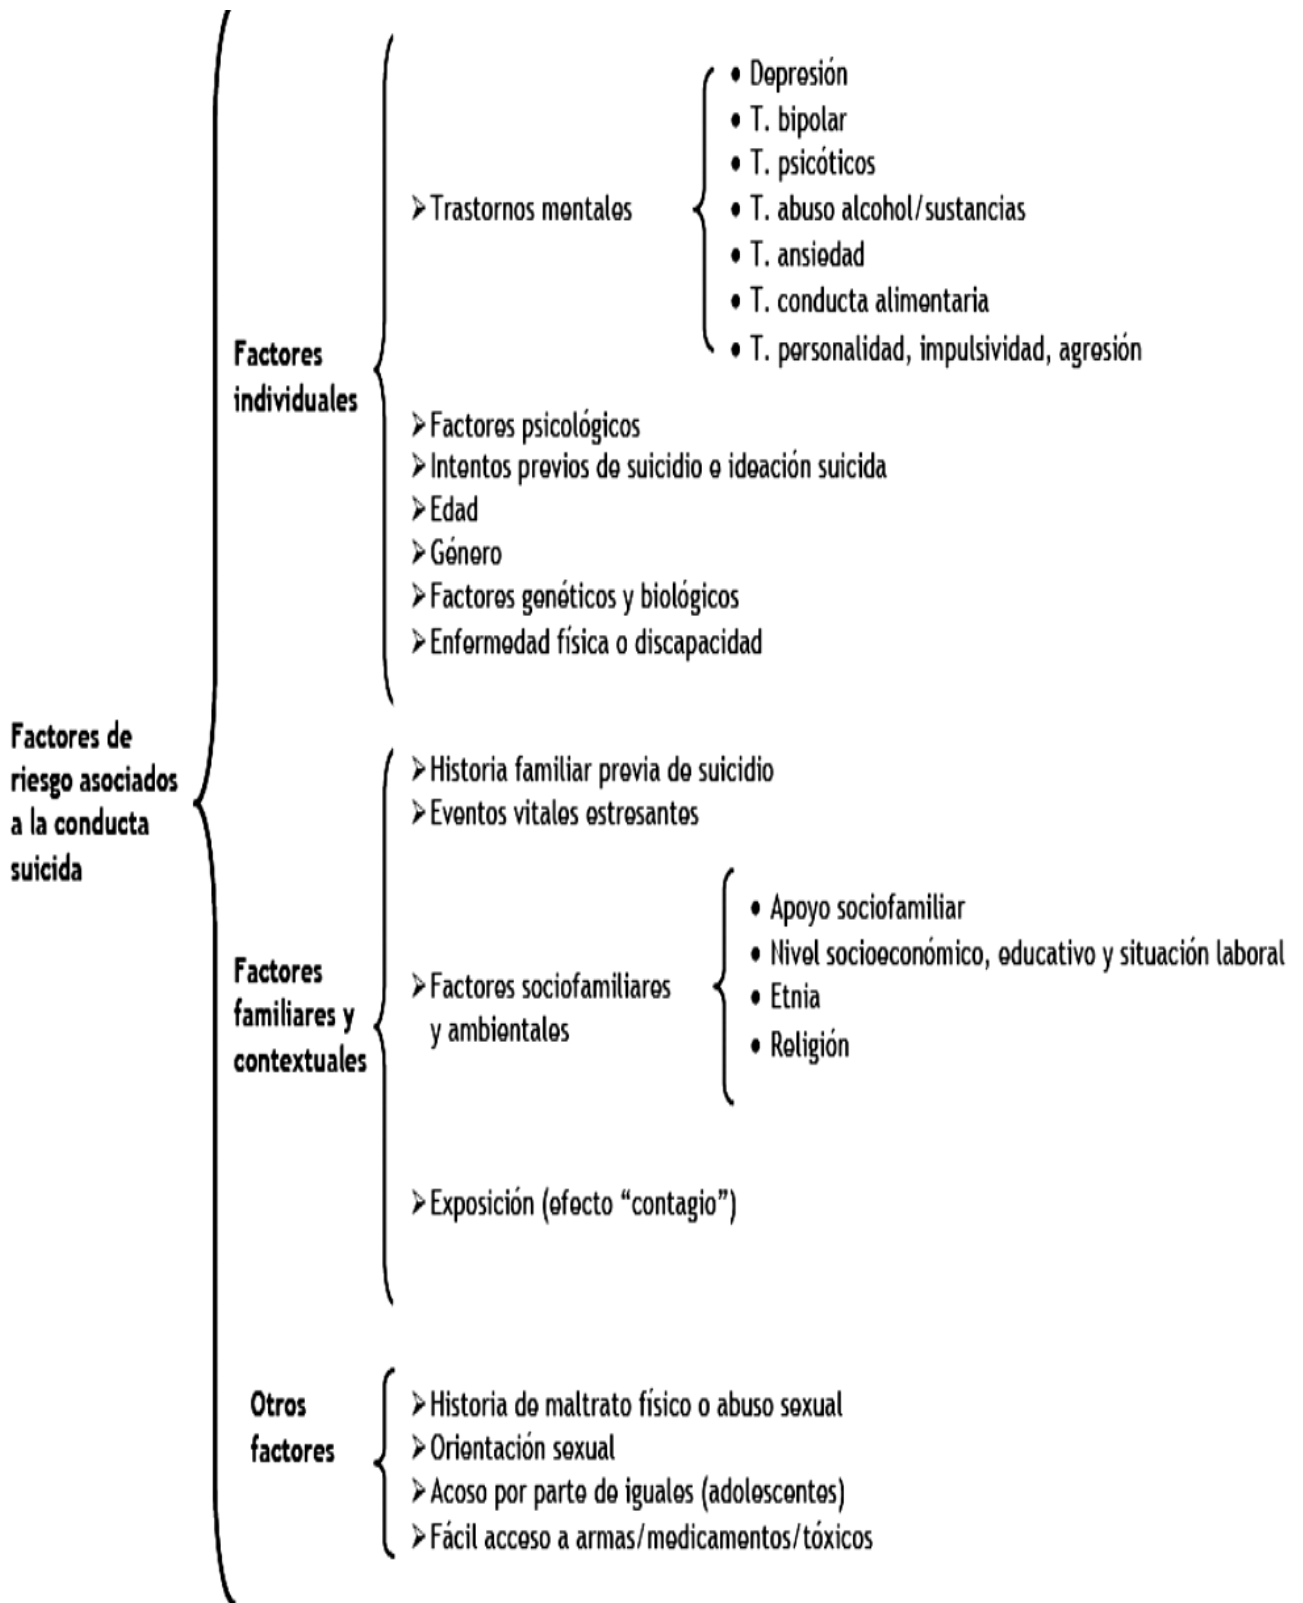 Factores de
riesgo asociados
a la conducta
suicida
Factores
individuales
➢Trastornos mentales
• Depresión
• T. bipolar
• T. psicóticos
• T. abuso alcohol/sustancias
• T. ansiedad
• T. conducta alimentaria
• T. personalidad, impulsividad, agresión
➢Factores psicológicos
➢Intentos previos de suicidio e ideación suicida
➢Edad
➢Género
➢Factores genéticos y biológicos
➢Enfermedad física o discapacidad
Factores
familiares y
contextuales
➢Historia familiar previa de suicidio
➢Eventos vitales estresantes
➢Factores sociofamiliares
y ambientales
• Apoyo sociofamiliar
• Nivel socioeconómico, educativo y situación laboral
• Etnia
• Religión
➢Exposición (efecto “contagio”)
Otros
factores
➢Historia de maltrato físico o abuso sexual
➢Orientación sexual
➢Acoso por parte de iguales (adolescentes)
➢Fácil acceso a armas/medicamentos/tóxicos